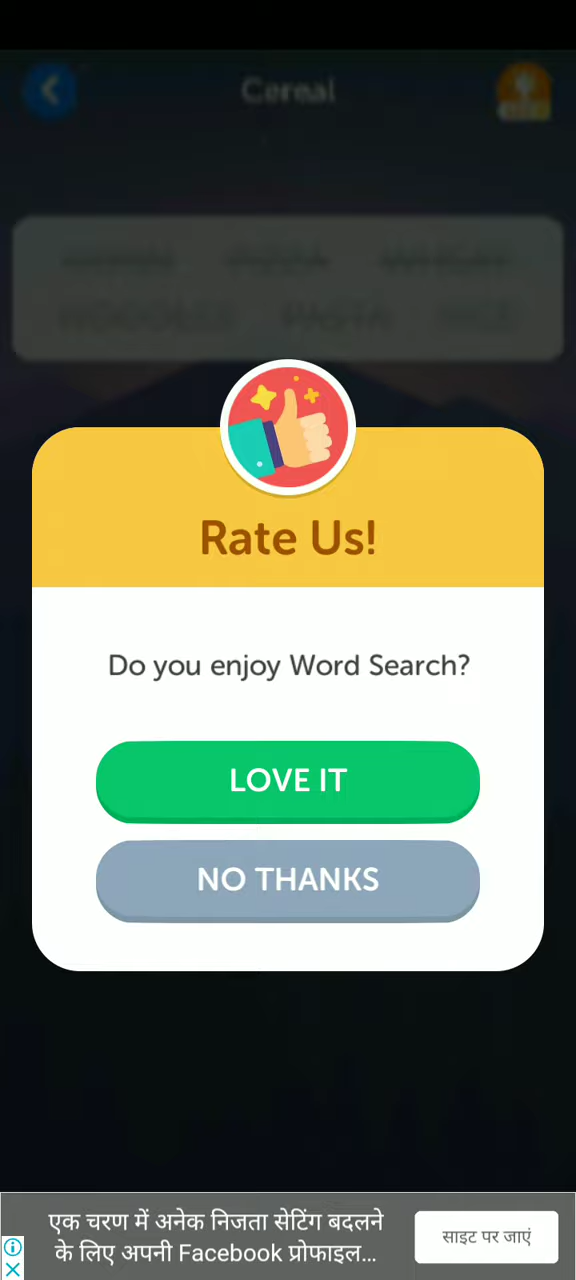 Cereal
PASTA
Rate Us!
Do you enjoy Word Search?
LOVE IT
NO THANKS
एक चरण में अनेक निजता सेटिंग बदलने
के लिए अपनी Facebook प्रोफाइल...
साइट पर जाएं